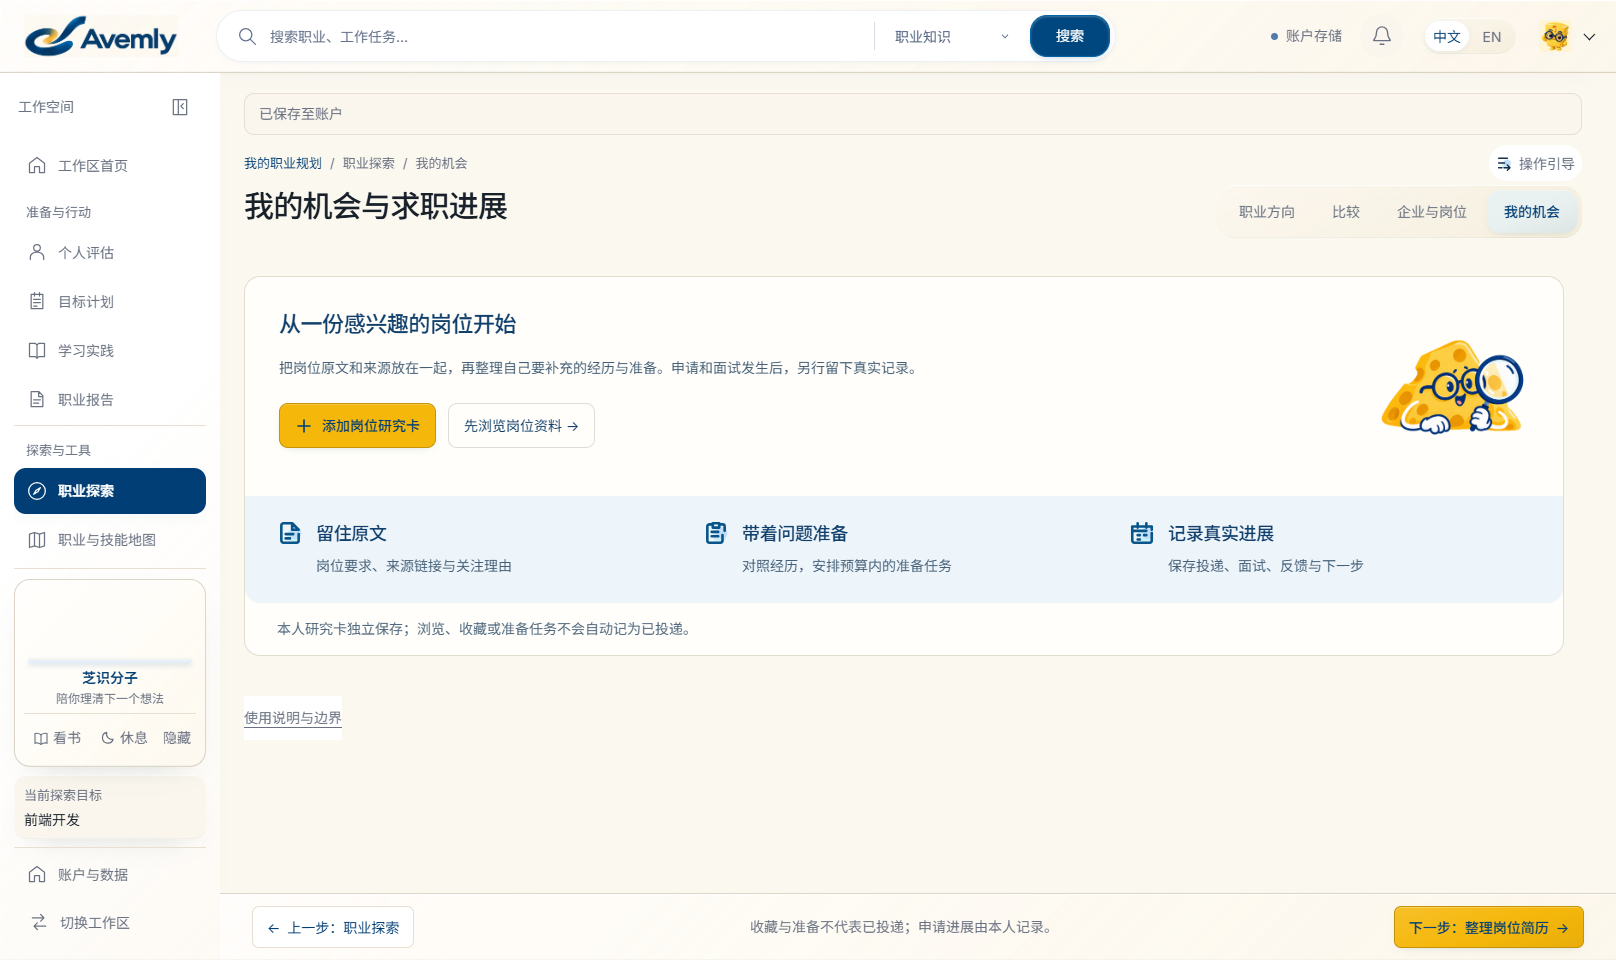 Avemly
搜索职业、工作任务...
职业知识
搜索
账户存储
中文
EN
工作空间
工作区首页
准备与行动
个人评估
目标计划
学习实践
职业报告
探索与工具
职业探索
职业与技能地图
芝识分子
陪你理清下一个想法
看书
休息
隐藏
当前探索目标
前端开发
账户与数据
切换工作区
已保存至账户
我的职业规划 / 职业探索 / 我的机会
操作引导
我的机会与求职进展
职业方向
比较
企业与岗位
我的机会
从一份感兴趣的岗位开始
把岗位原文和来源放在一起，再整理自己要补充的经历与准备。申请和面试发生后，另行留下真实记录。
添加岗位研究卡
先浏览岗位资料 →
留住原文
岗位要求、来源链接与关注理由
带着问题准备
对照经历，安排预算内的准备任务
记录真实进展
保存投递、面试、反馈与下一步
本人研究卡独立保存；浏览、收藏或准备任务不会自动记为已投递。
使用说明与边界
← 上一步：职业探索
收藏与准备不代表已投递；申请进展由本人记录。
下一步：整理岗位简历 →